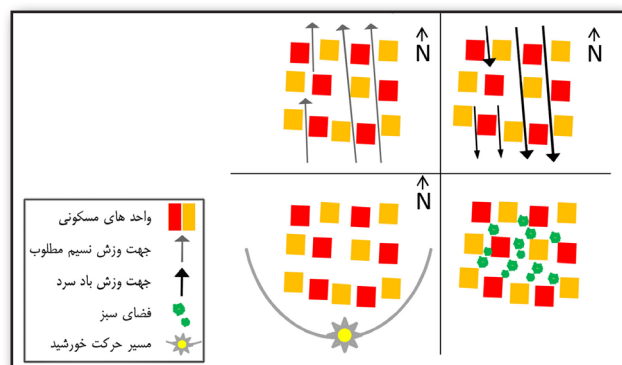 N
N
N
واحد های مسکونی
جهت وزش نسیم مطلوب
جهت وزش باد سرد
فضای سبز
مسیر حرکت خورشید